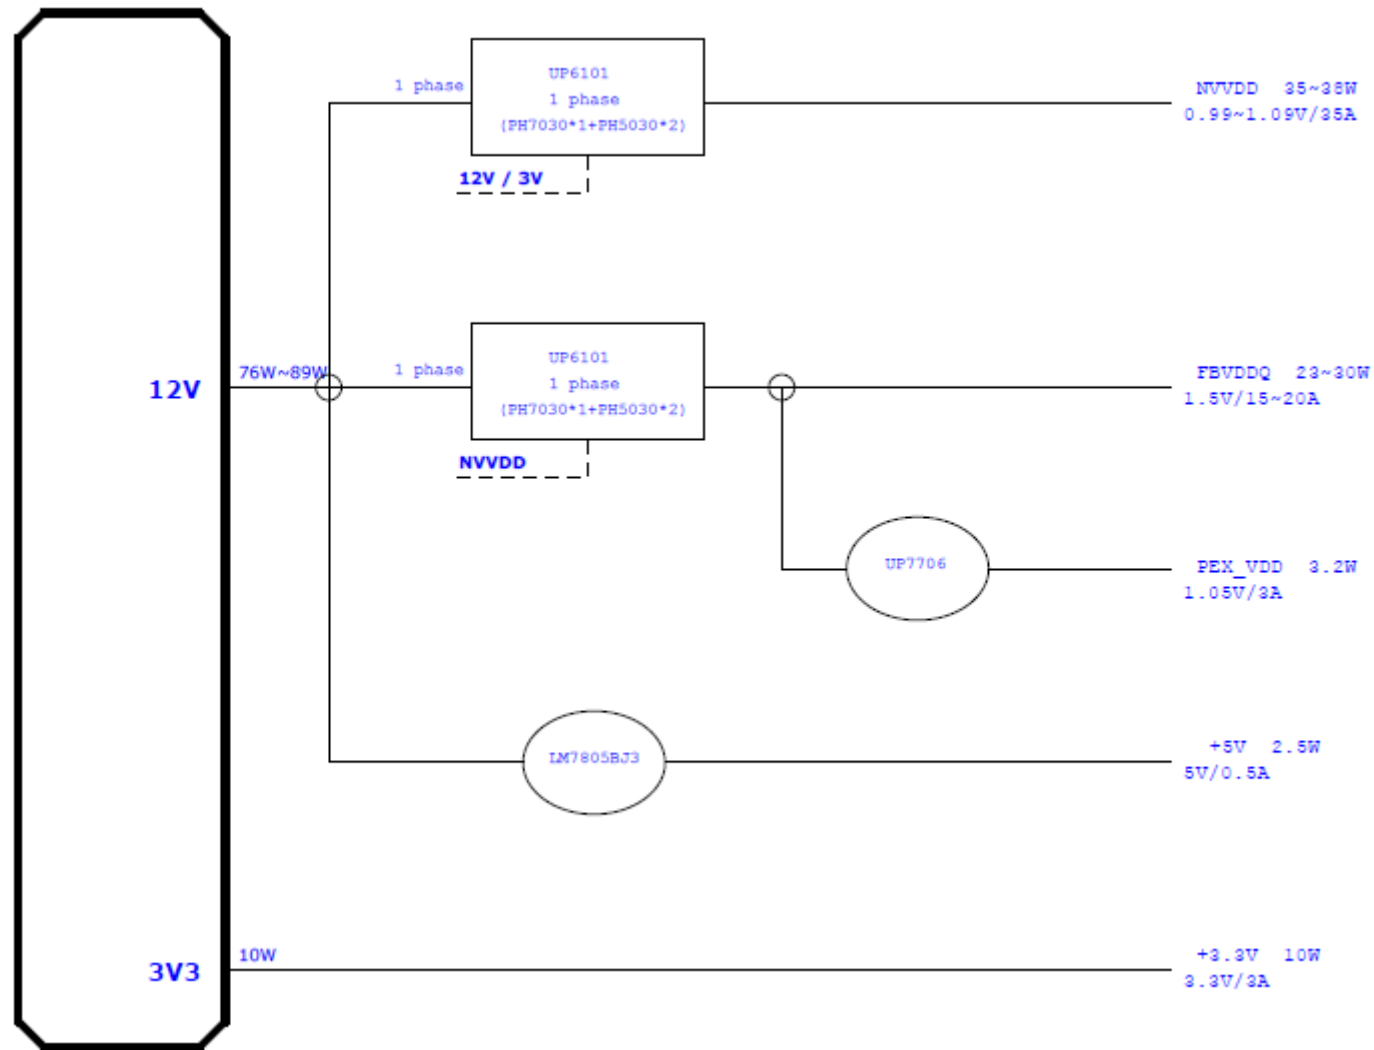 1 phase
UP6101
1 phase
(PH7030*1+PH5030*2)
12V / 3V
NVVDD 35~38W
0.99~1.09V/35A
12V
76W~89W
1 phase
UP6101
1 phase
(PH7030*1+PH5030*2)
NVVDD
FBVDDQ 23~30W
1.5V/15~20A
UP7706
PEX_VDD 3.2W
1.05V/3A
LM7805BJ3
+5V 2.5W
5V/0.5A
3V3
10W
+3.3V 10W
3.3V/3A